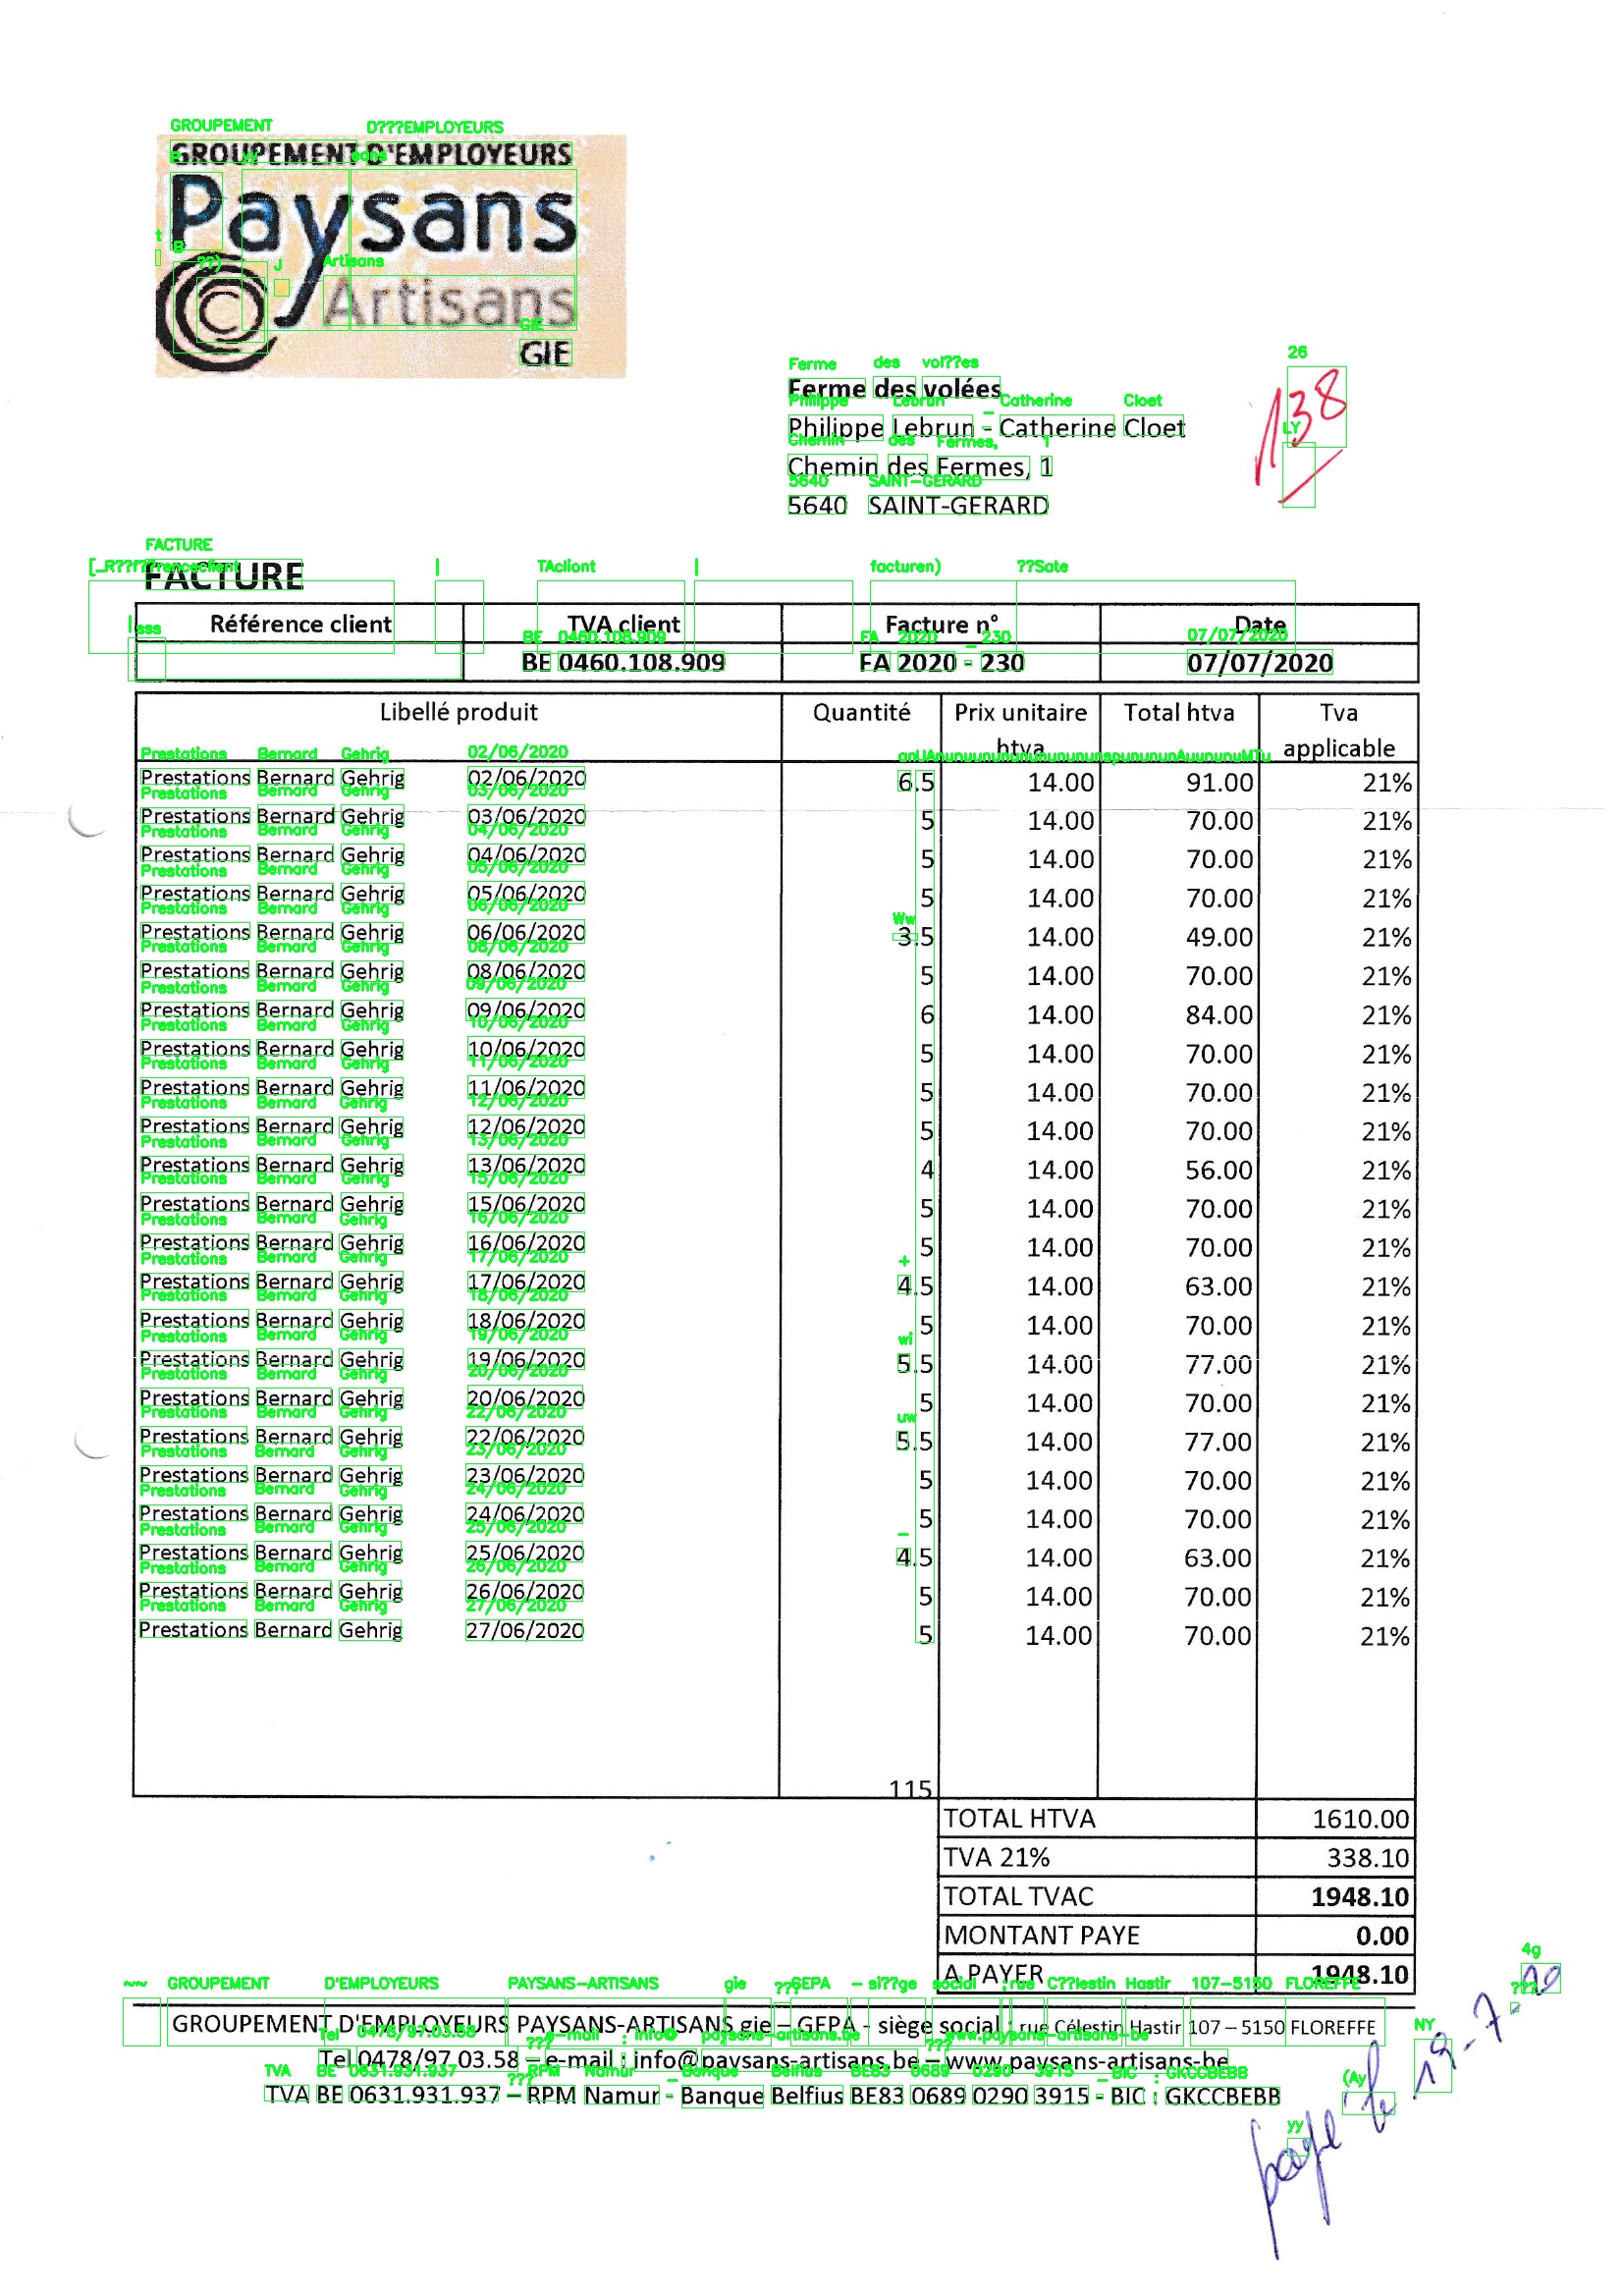 GROUPEMENT D'EMPLOYEURS
Paysans
Artisans
GIE
Ferme des volées
Philippe Lebrun - Catherine Cloet
Chemin des Fermes, 1
5640 SAINT-GERARD
138
FACTURE
Référence client TVA client Facture n° Date
BE 0460.108.909 FA 2020 - 230 07/07/2020
Libellé produit Quantité Prix unitaire htva Total htva Tva applicable
Prestations Bernard Gehrig 02/06/2020 6.5 14.00 91.00 21%
Prestations Bernard Gehrig 03/06/2020 5 14.00 70.00 21%
Prestations Bernard Gehrig 04/06/2020 5 14.00 70.00 21%
Prestations Bernard Gehrig 05/06/2020 5 14.00 70.00 21%
Prestations Bernard Gehrig 06/06/2020 3.5 14.00 49.00 21%
Prestations Bernard Gehrig 08/06/2020 5 14.00 70.00 21%
Prestations Bernard Gehrig 09/06/2020 6 14.00 84.00 21%
Prestations Bernard Gehrig 10/06/2020 5 14.00 70.00 21%
Prestations Bernard Gehrig 11/06/2020 5 14.00 70.00 21%
Prestations Bernard Gehrig 12/06/2020 5 14.00 70.00 21%
Prestations Bernard Gehrig 13/06/2020 4 14.00 56.00 21%
Prestations Bernard Gehrig 15/06/2020 5 14.00 70.00 21%
Prestations Bernard Gehrig 16/06/2020 5 14.00 70.00 21%
Prestations Bernard Gehrig 17/06/2020 4.5 14.00 63.00 21%
Prestations Bernard Gehrig 18/06/2020 5 14.00 70.00 21%
Prestations Bernard Gehrig 19/06/2020 5.5 14.00 77.00 21%
Prestations Bernard Gehrig 20/06/2020 5 14.00 70.00 21%
Prestations Bernard Gehrig 22/06/2020 5.5 14.00 77.00 21%
Prestations Bernard Gehrig 23/06/2020 5 14.00 70.00 21%
Prestations Bernard Gehrig 24/06/2020 5 14.00 70.00 21%
Prestations Bernard Gehrig 25/06/2020 4.5 14.00 63.00 21%
Prestations Bernard Gehrig 26/06/2020 5 14.00 70.00 21%
Prestations Bernard Gehrig 27/06/2020 5 14.00 70.00 21%
115
TOTAL HTVA 1610.00
TVA 21% 338.10
TOTAL TVAC 1948.10
MONTANT PAYE 0.00
A PAYER 1948.10
GROUPEMENT D'EMPLOYEURS PAYSANS-ARTISANS gie – GEPA - siège social : rue Célestin Hastir 107 – 5150 FLOREFFE
Tel 0478/97.03.58 – e-mail : info@paysans-artisans.be – www.paysans-artisans-be
TVA BE 0631.931.937 – RPM Namur - Banque Belfius BE83 0689 0290 3915 - BIC : GKCCBEBB
payé le 19-7-20